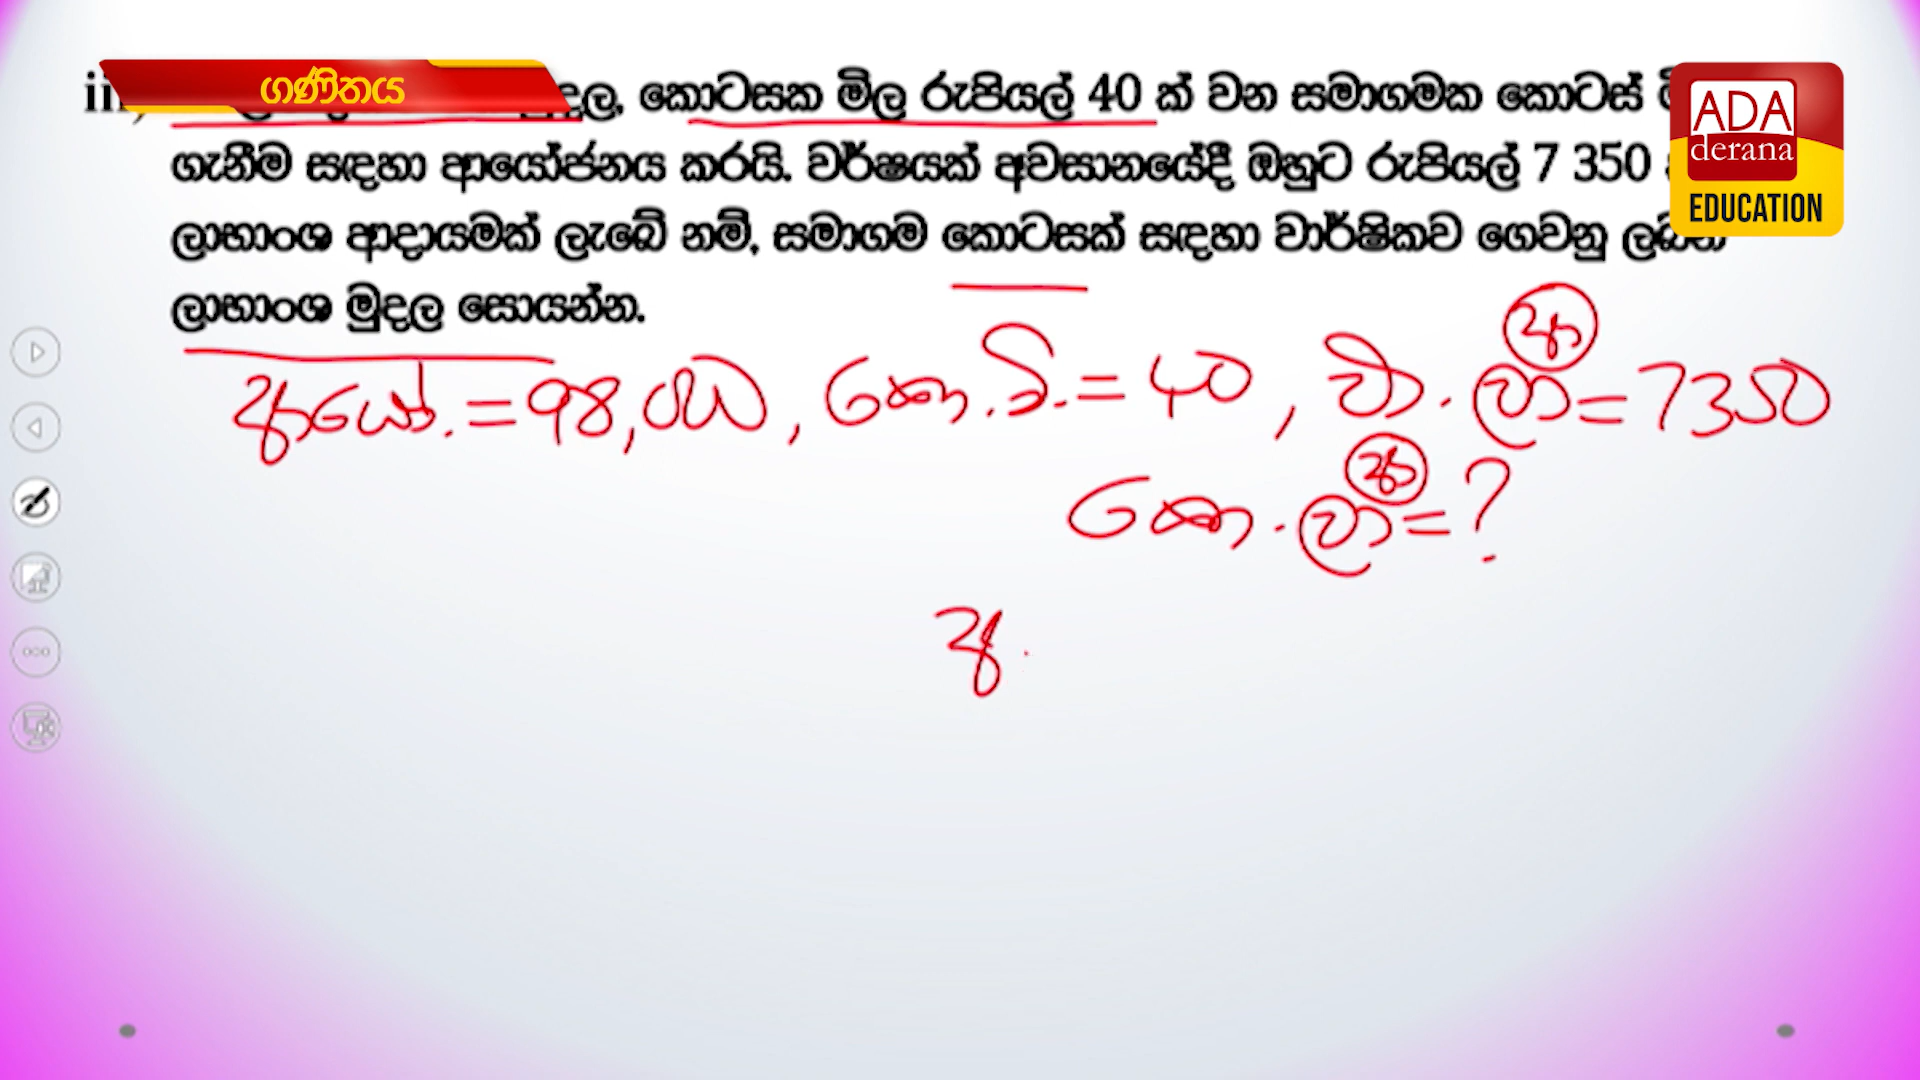 ගණිතය
කොටසක මිල රුපියල් 40 ක් වන සමාගමක කොටස්
ගැනීම සඳහා ආයෝජනය කරයි. වර්ෂයක් අවසානයේදී ඔහුට රුපියල් 7 350
ලාභාංශ ආදායමක් ලැබේ නම්, සමාගම කොටසක් සඳහා වාර්ෂිකව ගෙවනු ලබන
ලාභාංශ මුදල සොයන්න.
ADA
derana
EDUCATION
ආයෝ. = 98,000, කො.මි. = 40, වා. ලා ආ = 7350
කො. ලා ආ = ?